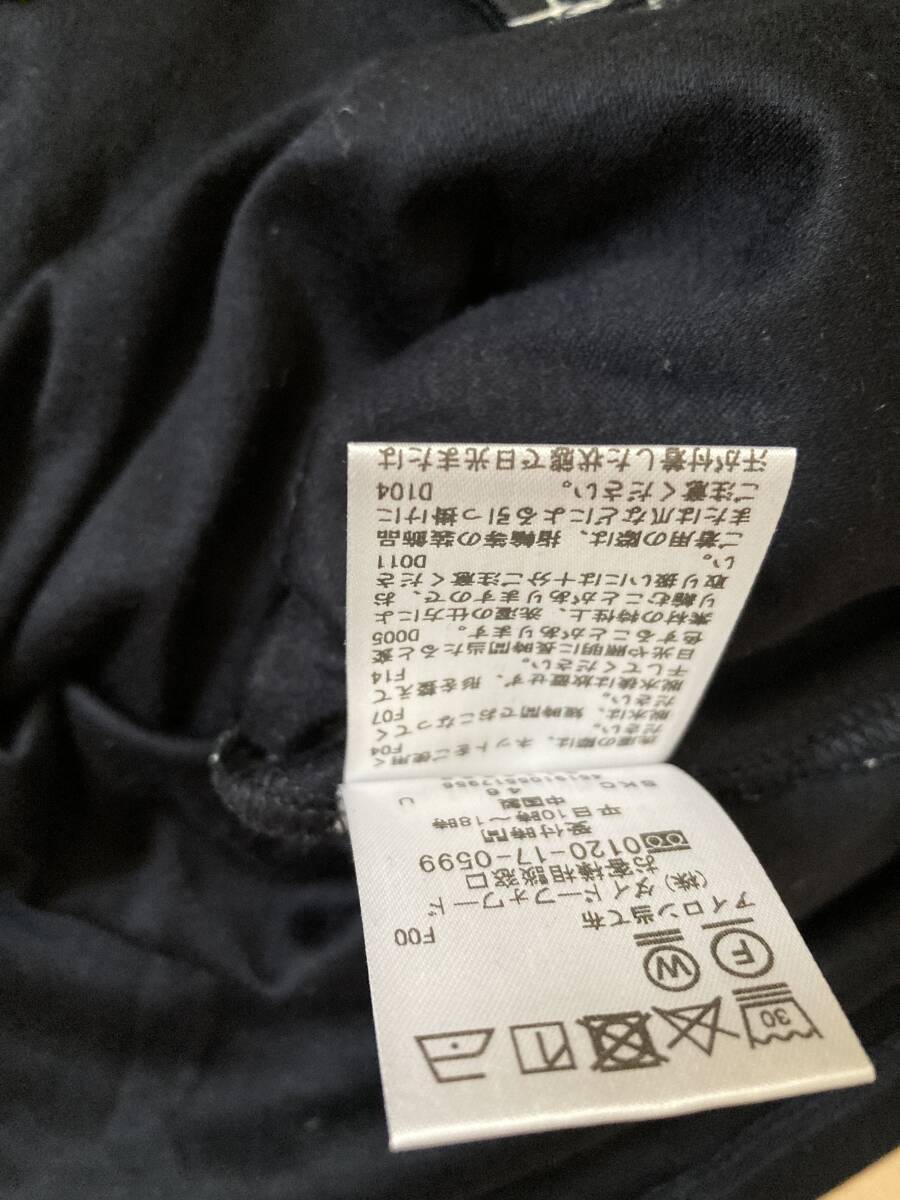 30
F W
アイロン当て布 F00
(株)ダイドーフォワード
お客様相談窓口
0120-17-0599
受付時間
平日10時～18時
中国製 U
46
SKC
洗濯の際は、ネットをご使用く
ださい。 F04
脱水は、短時間でおこなってく
ださい。 F07
脱水後は放置せず、形を整えて
干してください。 F14
日光や照明に長時間当たると変
色することがあります。 D005
素材の特性上、洗濯の仕方によ
り縮むことがありますので、お
取り扱いには十分ご注意くださ
い。 D011
ご着用の際は、指輪等の装飾品
または爪などによる引っ掛けに
ご注意ください。 D104
汗が付着した状態で日光または